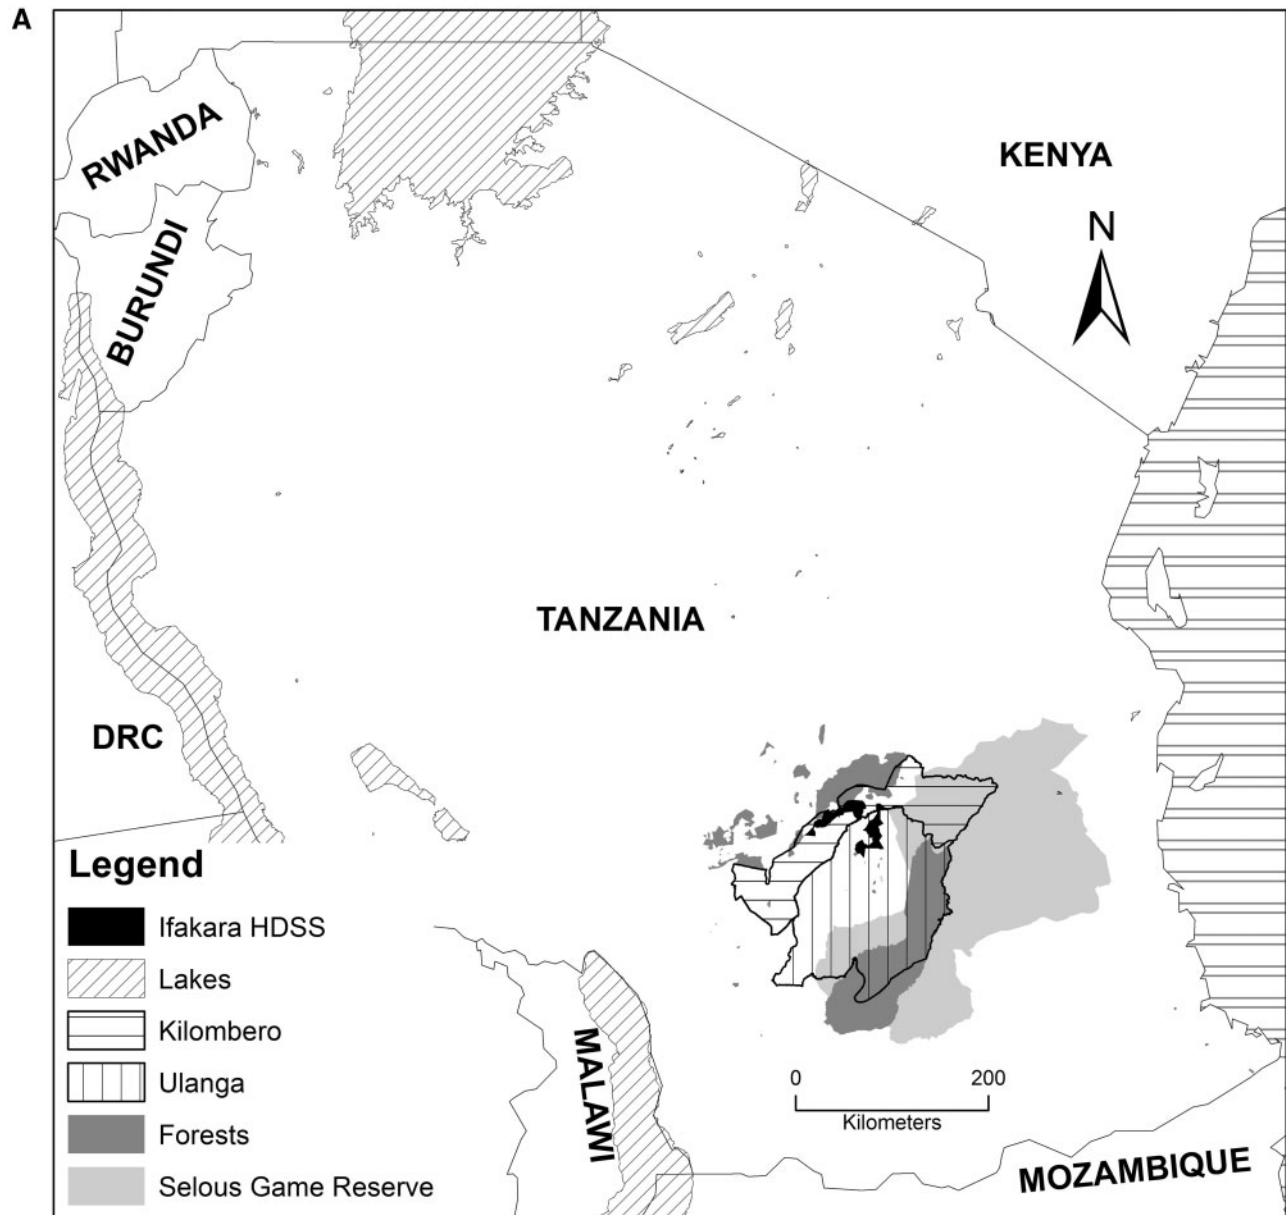 A
RWANDA
KENYA
N
BURUNDI
TANZANIA
DRC
Legend
Ifakara HDSS
Lakes
Kilombero
Ulanga
Forests
Selous Game Reserve
MALAWI
0 200
Kilometers
MOZAMBIQUE